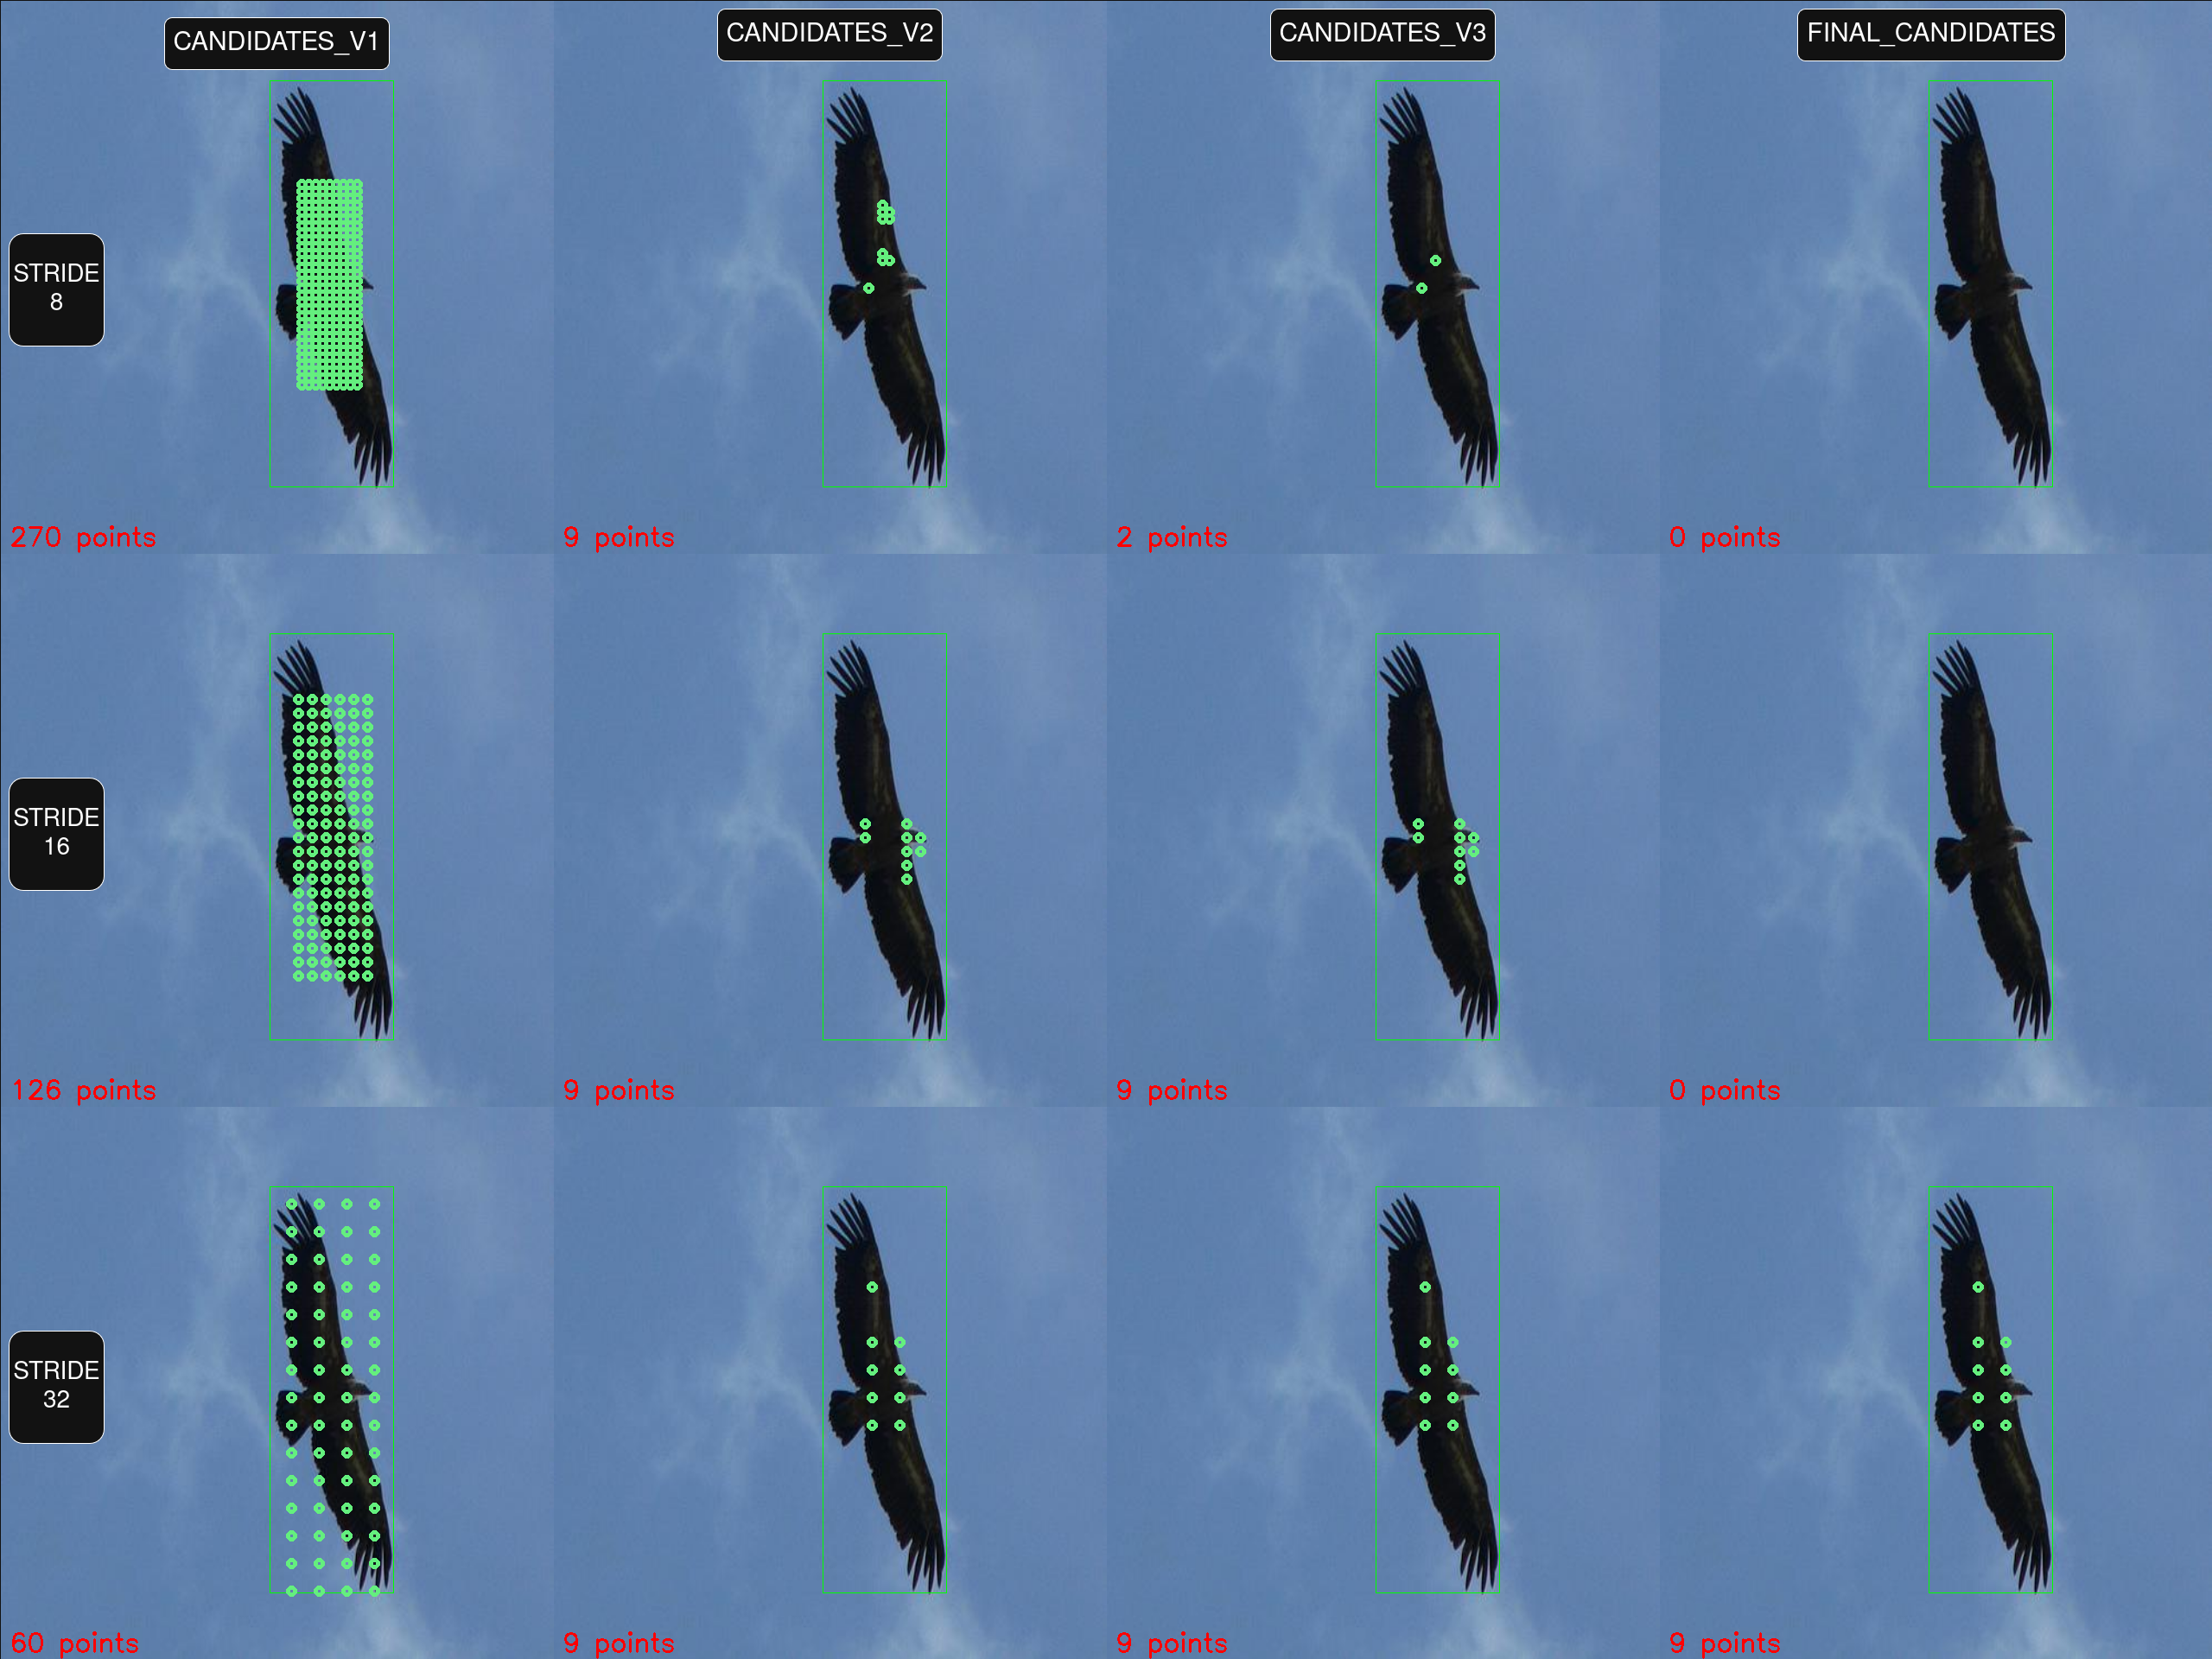 CANDIDATES_V1
CANDIDATES_V2
CANDIDATES_V3
FINAL_CANDIDATES
STRIDE
8
270 points
9 points
2 points
0 points
STRIDE
16
126 points
9 points
9 points
0 points
STRIDE
32
60 points
9 points
9 points
9 points